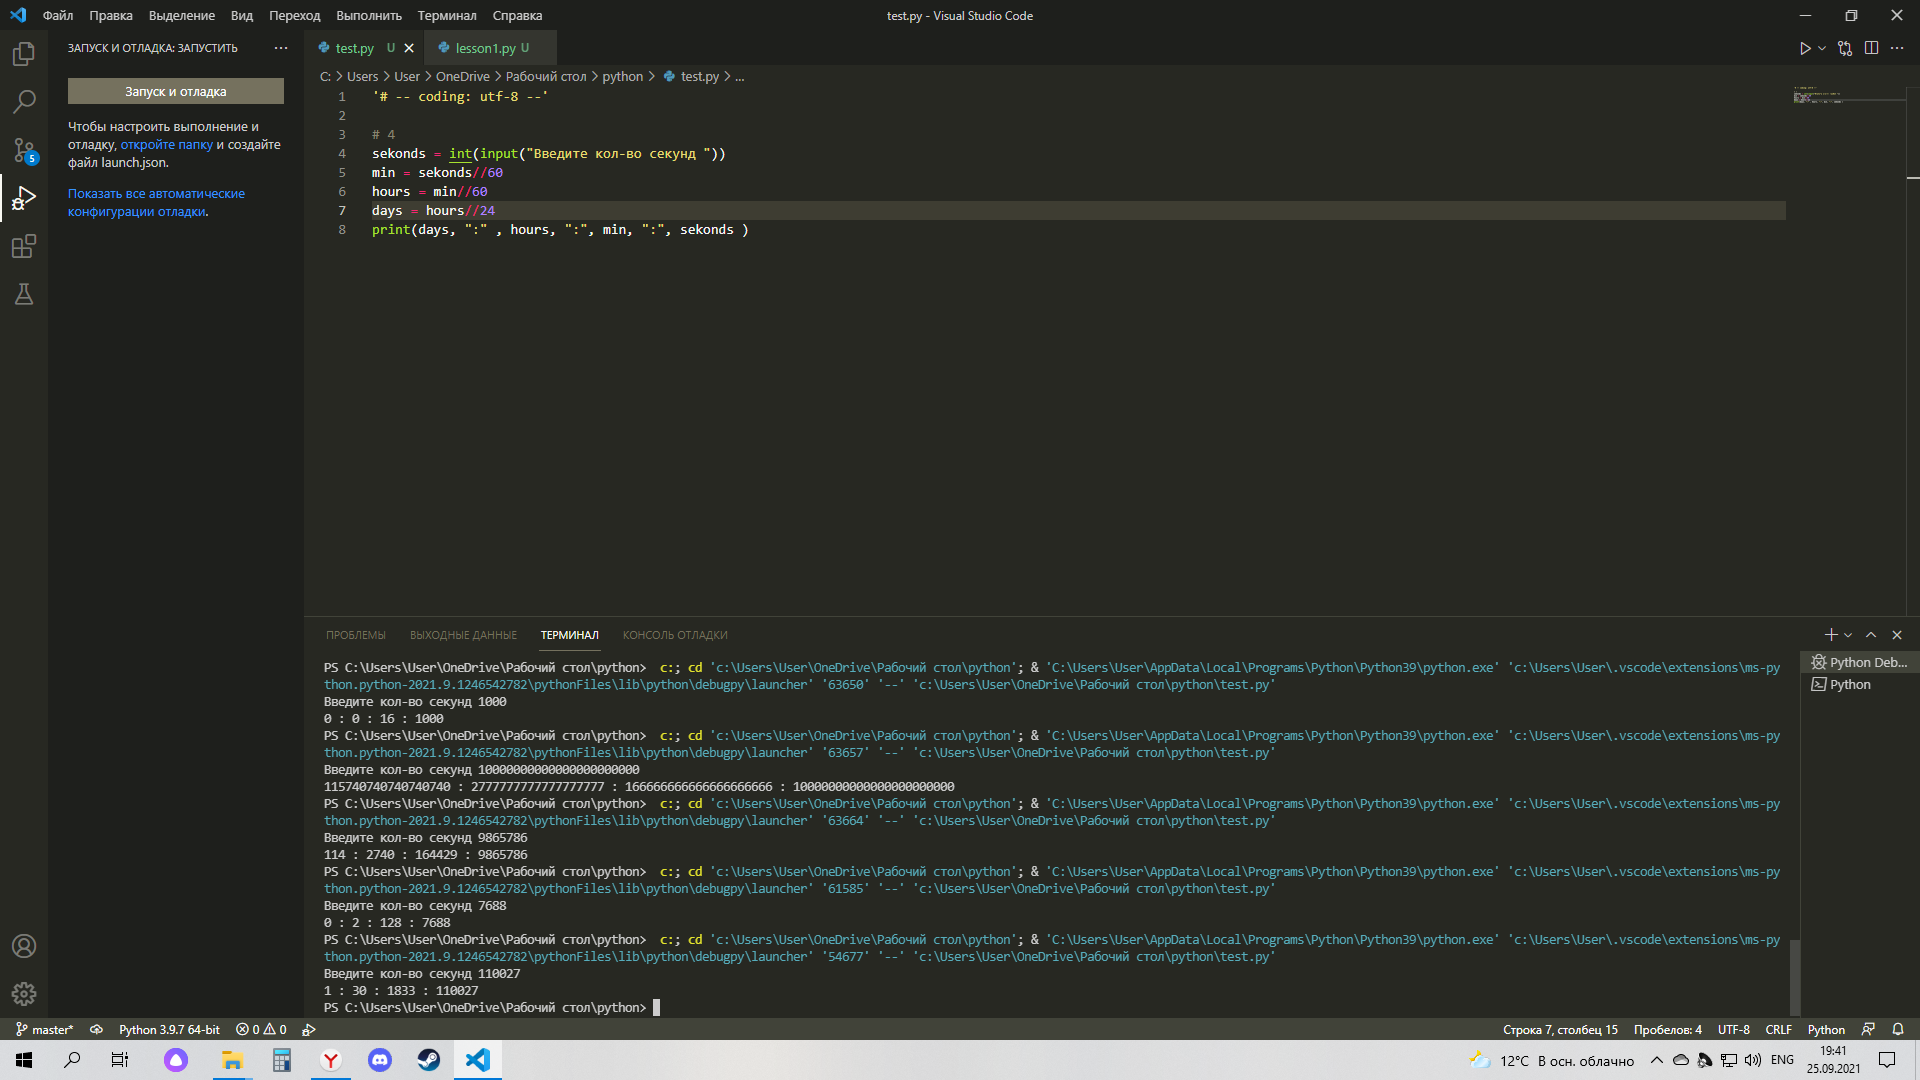 Файл Правка Выделение Вид Переход Выполнить Терминал Справка
test.py - Visual Studio Code
ЗАПУСК И ОТЛАДКА: ЗАПУСТИТЬ
Запуск и отладка
Чтобы настроить выполнение и
отладку, откройте папку и создайте
файл launch.json.
Показать все автоматические
конфигурации отладки.
test.py U
lesson1.py U
C: > Users > User > OneDrive > Рабочий стол > python > test.py > ...
1 '# -- coding: utf-8 --'
2
3 # 4
4 sekonds = int(input("Введите кол-во секунд "))
5 min = sekonds//60
6 hours = min//60
7 days = hours//24
8 print(days, ":" , hours, ":", min, ":", sekonds )
ПРОБЛЕМЫ ВЫХОДНЫЕ ДАННЫЕ ТЕРМИНАЛ КОНСОЛЬ ОТЛАДКИ
PS C:\Users\User\OneDrive\Рабочий стол\python>  c:; cd 'c:\Users\User\OneDrive\Рабочий стол\python'; & 'C:\Users\User\AppData\Local\Programs\Python\Python39\python.exe' 'c:\Users\User\.vscode\extensions\ms-py
thon.python-2021.9.1246542782\pythonFiles\lib\python\debugpy\launcher' '63650' '--' 'c:\Users\User\OneDrive\Рабочий стол\python\test.py'
Введите кол-во секунд 1000
0 : 0 : 16 : 1000
PS C:\Users\User\OneDrive\Рабочий стол\python>  c:; cd 'c:\Users\User\OneDrive\Рабочий стол\python'; & 'C:\Users\User\AppData\Local\Programs\Python\Python39\python.exe' 'c:\Users\User\.vscode\extensions\ms-py
thon.python-2021.9.1246542782\pythonFiles\lib\python\debugpy\launcher' '63657' '--' 'c:\Users\User\OneDrive\Рабочий стол\python\test.py'
Введите кол-во секунд 10000000000000000000000
115740740740740740 : 2777777777777777777 : 166666666666666666666 : 10000000000000000000000
PS C:\Users\User\OneDrive\Рабочий стол\python>  c:; cd 'c:\Users\User\OneDrive\Рабочий стол\python'; & 'C:\Users\User\AppData\Local\Programs\Python\Python39\python.exe' 'c:\Users\User\.vscode\extensions\ms-py
thon.python-2021.9.1246542782\pythonFiles\lib\python\debugpy\launcher' '63664' '--' 'c:\Users\User\OneDrive\Рабочий стол\python\test.py'
Введите кол-во секунд 9865786
114 : 2740 : 164429 : 9865786
PS C:\Users\User\OneDrive\Рабочий стол\python>  c:; cd 'c:\Users\User\OneDrive\Рабочий стол\python'; & 'C:\Users\User\AppData\Local\Programs\Python\Python39\python.exe' 'c:\Users\User\.vscode\extensions\ms-py
thon.python-2021.9.1246542782\pythonFiles\lib\python\debugpy\launcher' '61585' '--' 'c:\Users\User\OneDrive\Рабочий стол\python\test.py'
Введите кол-во секунд 7688
0 : 2 : 128 : 7688
PS C:\Users\User\OneDrive\Рабочий стол\python>  c:; cd 'c:\Users\User\OneDrive\Рабочий стол\python'; & 'C:\Users\User\AppData\Local\Programs\Python\Python39\python.exe' 'c:\Users\User\.vscode\extensions\ms-py
thon.python-2021.9.1246542782\pythonFiles\lib\python\debugpy\launcher' '54677' '--' 'c:\Users\User\OneDrive\Рабочий стол\python\test.py'
Введите кол-во секунд 110027
1 : 30 : 1833 : 110027
PS C:\Users\User\OneDrive\Рабочий стол\python>
Python Deb...
Python
5
master* Python 3.9.7 64-bit 0 0
Строка 7, столбец 15 Пробелов: 4 UTF-8 CRLF Python
12°C В осн. облачно ENG
19:41
25.09.2021